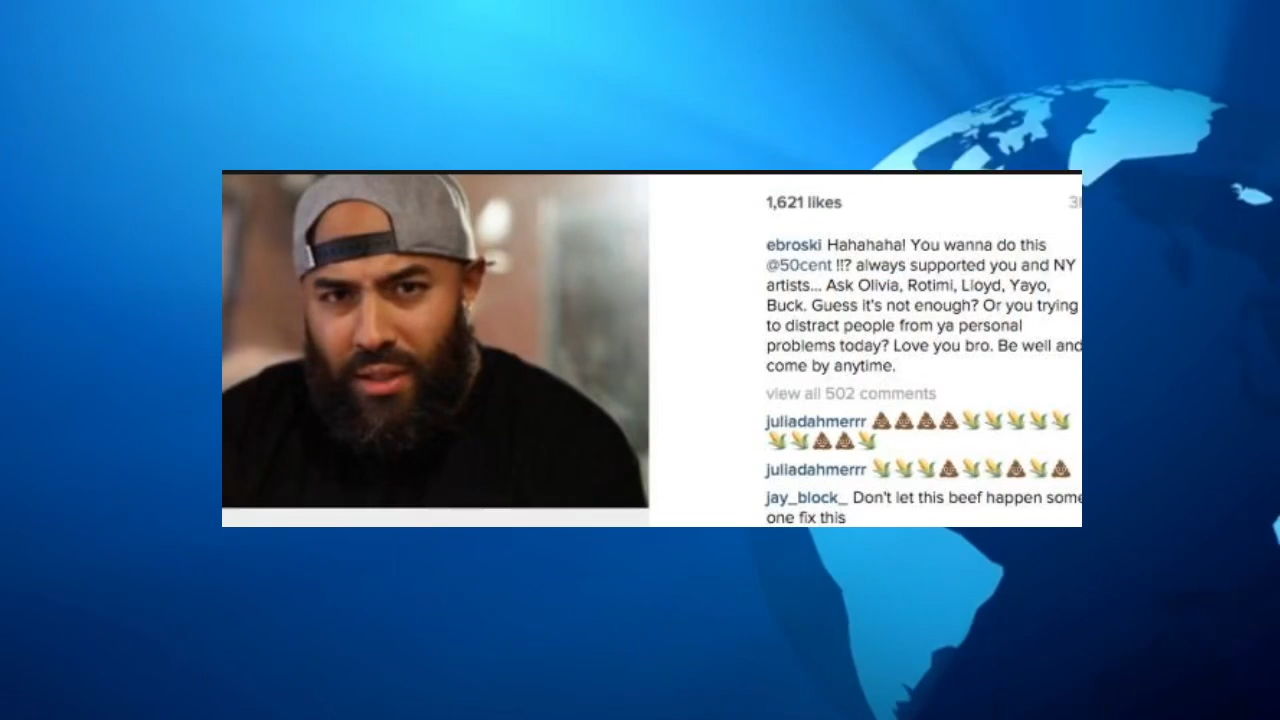 1,621 likes
ebroski Hahahaha! You wanna do this
@50cent !!? always supported you and NY
artists... Ask Olivia, Rotimi, Lloyd, Yayo,
Buck. Guess it's not enough? Or you trying
to distract people from ya personal
problems today? Love you bro. Be well and
come by anytime.
view all 502 comments
juliadahmerrr 💩💩💩💩🌽🌽🌽🌽🌽
🌽🌽💩💩🌽
juliadahmerrr 🌽🌽🌽💩🌽🌽💩🌽💩
jay_block_ Don't let this beef happen some
one fix this